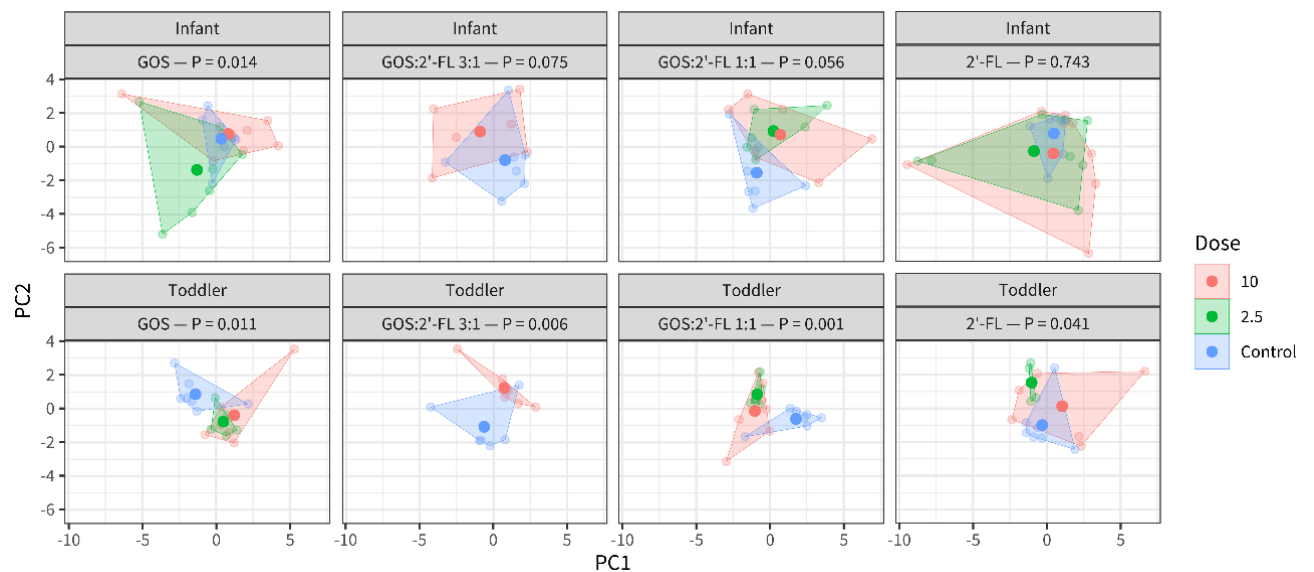 Infant
Infant
Infant
Infant
GOS — P = 0.014
GOS:2'-FL 3:1 — P = 0.075
GOS:2'-FL 1:1 — P = 0.056
2'-FL — P = 0.743
4
2
0
-2
-4
-6
Toddler
Toddler
Toddler
Toddler
GOS — P = 0.011
GOS:2'-FL 3:1 — P = 0.006
GOS:2'-FL 1:1 — P = 0.001
2'-FL — P = 0.041
4
2
0
-2
-4
-6
-10 -5 0 5
-10 -5 0 5
-10 -5 0 5
-10 -5 0 5
PC1
PC2
Dose
10
2.5
Control